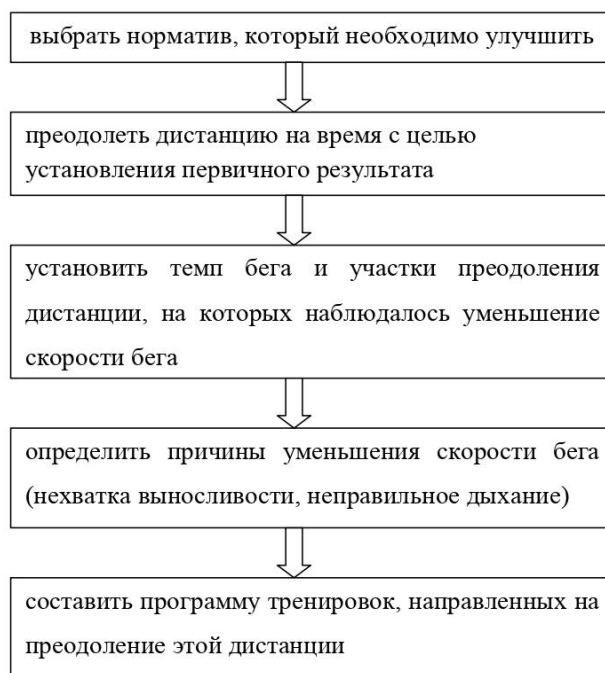 выбрать норматив, который необходимо улучшить
преодолеть дистанцию на время с целью
установления первичного результата
установить темп бега и участки преодоления
дистанции, на которых наблюдалось уменьшение
скорости бега
определить причины уменьшения скорости бега
(нехватка выносливости, неправильное дыхание)
составить программу тренировок, направленных на
преодоление этой дистанции